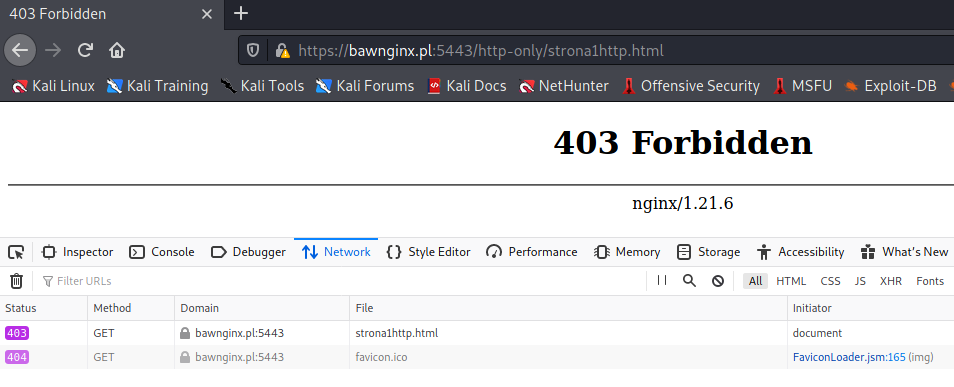 403 Forbidden
https://bawnginx.pl:5443/http-only/strona1http.html
Kali Linux Kali Training Kali Tools Kali Forums Kali Docs NetHunter Offensive Security MSFU Exploit-DB
403 Forbidden
nginx/1.21.6
Inspector Console Debugger Network Style Editor Performance Memory Storage Accessibility What's New
Filter URLs All HTML CSS JS XHR Fonts
Status Method Domain File Initiator
403 GET bawnginx.pl:5443 strona1http.html document
404 GET bawnginx.pl:5443 favicon.ico FaviconLoader.jsm:165 (img)